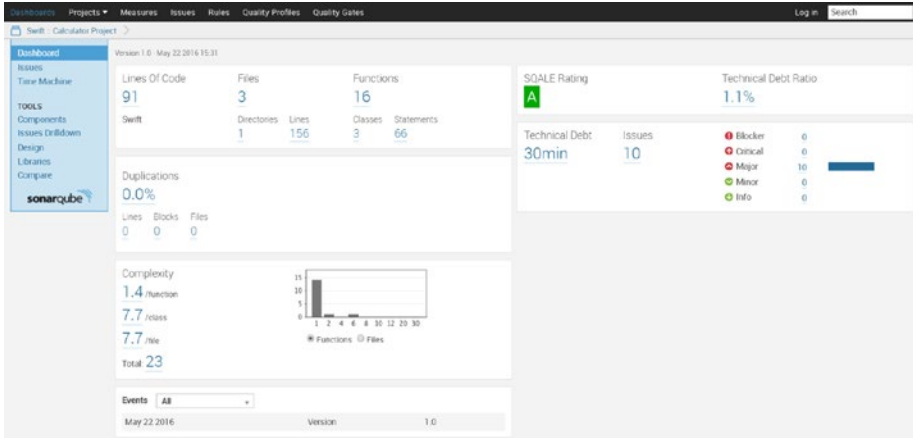 Dashboards Projects Measures Issues Rules Quality Profiles Quality Gates Log in Search
Swift : Calculator Project
Dashboard
Issues
Time Machine
TOOLS
Components
Issues Drilldown
Design
Libraries
Compare
sonarqube
Version 1.0 May 22 2016 15:31
Lines Of Code Files Functions
91 3 16
Swift Directories Lines Classes Statements
1 156 3 66
Duplications
0.0%
Lines Blocks Files
0 0 0
Complexity
1.4 /function
7.7 /class
7.7 /file
Total: 23
15
10
5
0
1 2 4 6 8 10 12 20 30
Functions Files
Events All
May 22 2016 Version 1.0
SQALE Rating Technical Debt Ratio
A 1.1%
Technical Debt Issues
30min 10
Blocker 0
Critical 0
Major 10
Minor 0
Info 0